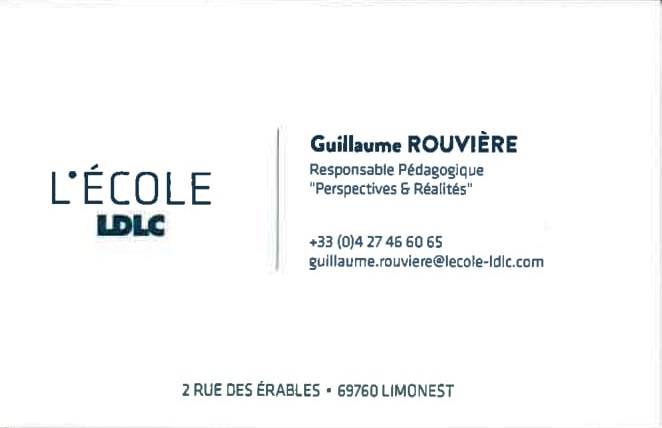 L'ÉCOLE
LDLC
Guillaume ROUVIÈRE
Responsable Pédagogique
"Perspectives & Réalités"
+33 (0)4 27 46 60 65
guillaume.rouviere@lecole-ldlc.com
2 RUE DES ÉRABLES • 69760 LIMONEST